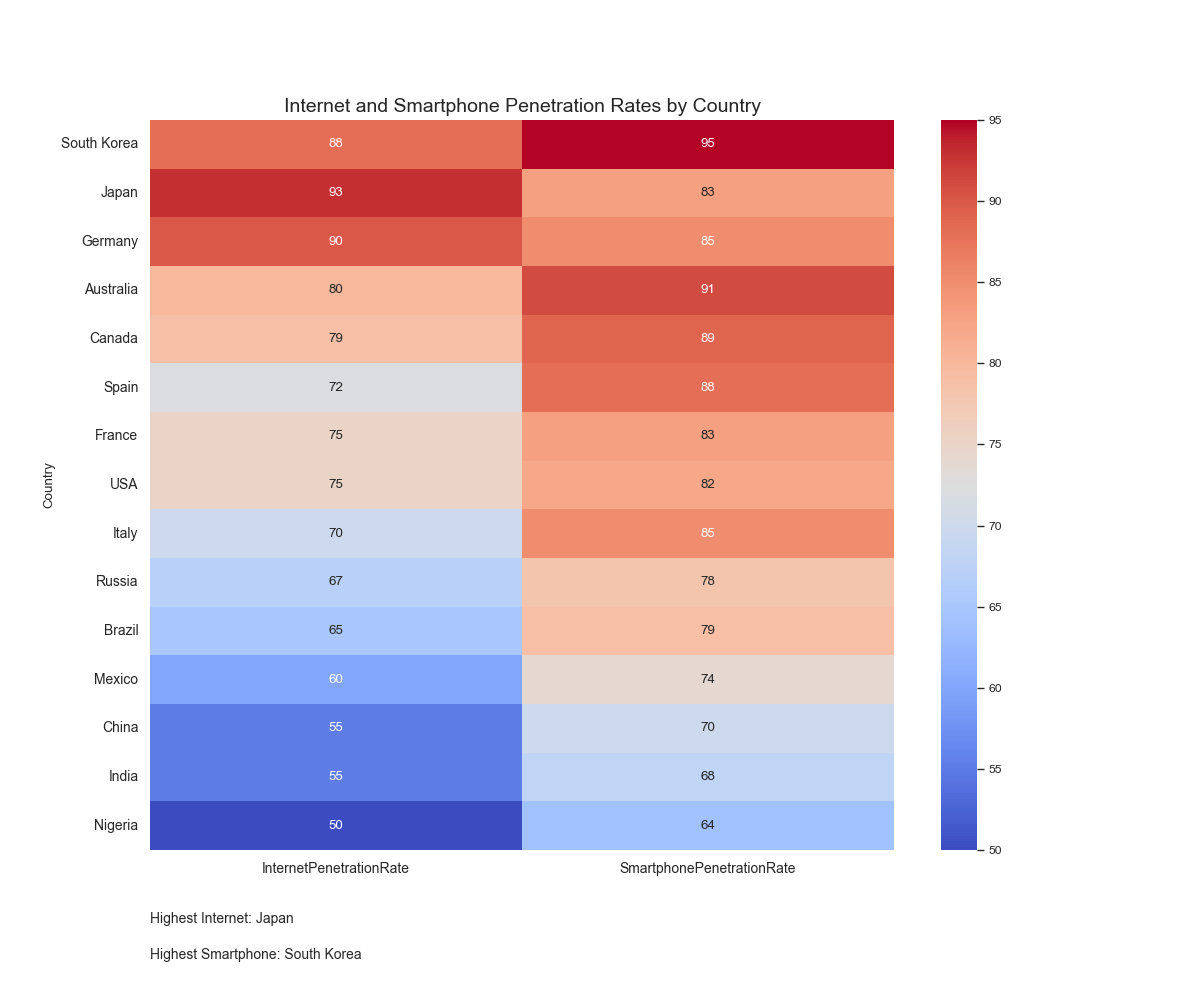 Internet and Smartphone Penetration Rates by Country
Country
South Korea 88 95
Japan 93 83
Germany 90 85
Australia 80 91
Canada 79 89
Spain 72 88
France 75 83
USA 75 82
Italy 70 85
Russia 67 78
Brazil 65 79
Mexico 60 74
China 55 70
India 55 68
Nigeria 50 64
InternetPenetrationRate SmartphonePenetrationRate
95
90
85
80
75
70
65
60
55
50
Highest Internet: Japan
Highest Smartphone: South Korea